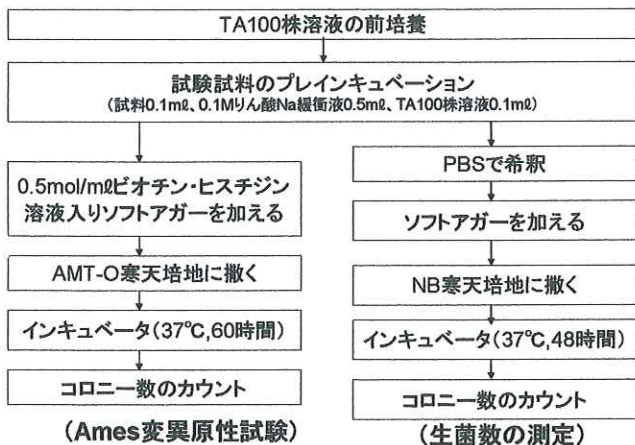 TA100株溶液の前培養
試験試料のプレインキュベーション
(試料0.1mℓ、0.1Mりん酸Na緩衝液0.5mℓ、TA100株溶液0.1mℓ)
0.5mol/mℓビオチン・ヒスチジン
溶液入りソフトアガーを加える
AMT-O寒天培地に撒く
インキュベータ(37℃,60時間)
コロニー数のカウント
(Ames変異原性試験)
PBSで希釈
ソフトアガーを加える
NB寒天培地に撒く
インキュベータ(37℃,48時間)
コロニー数のカウント
(生菌数の測定)